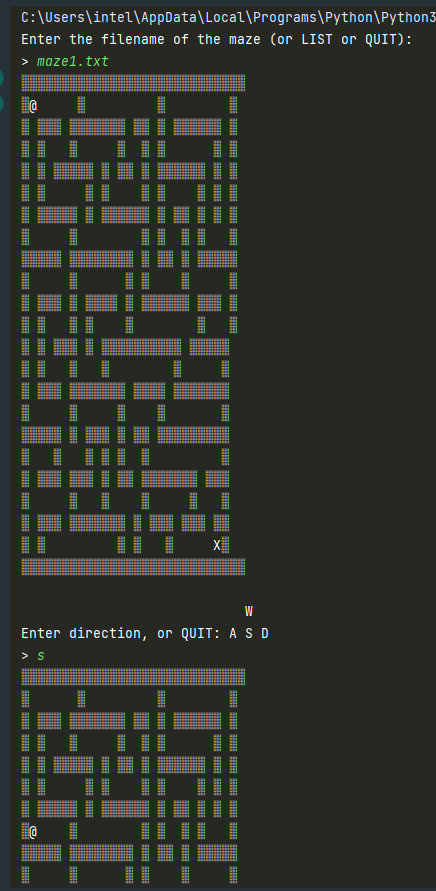 C:\Users\intel\AppData\Local\Programs\Python\Python3
Enter the filename of the maze (or LIST or QUIT):
> maze1.txt
@
X
W
Enter direction, or QUIT: A S D
> s
@